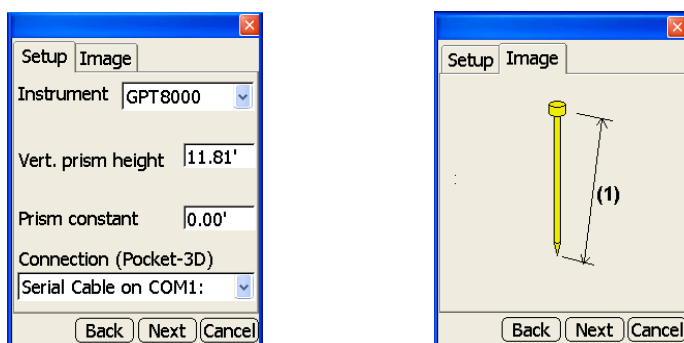 Setup Image
Instrument GPT8000
Vert. prism height 11.81'
Prism constant 0.00'
Connection (Pocket-3D)
Serial Cable on COM1:
Back Next Cancel
Setup Image
(1)
Back Next Cancel